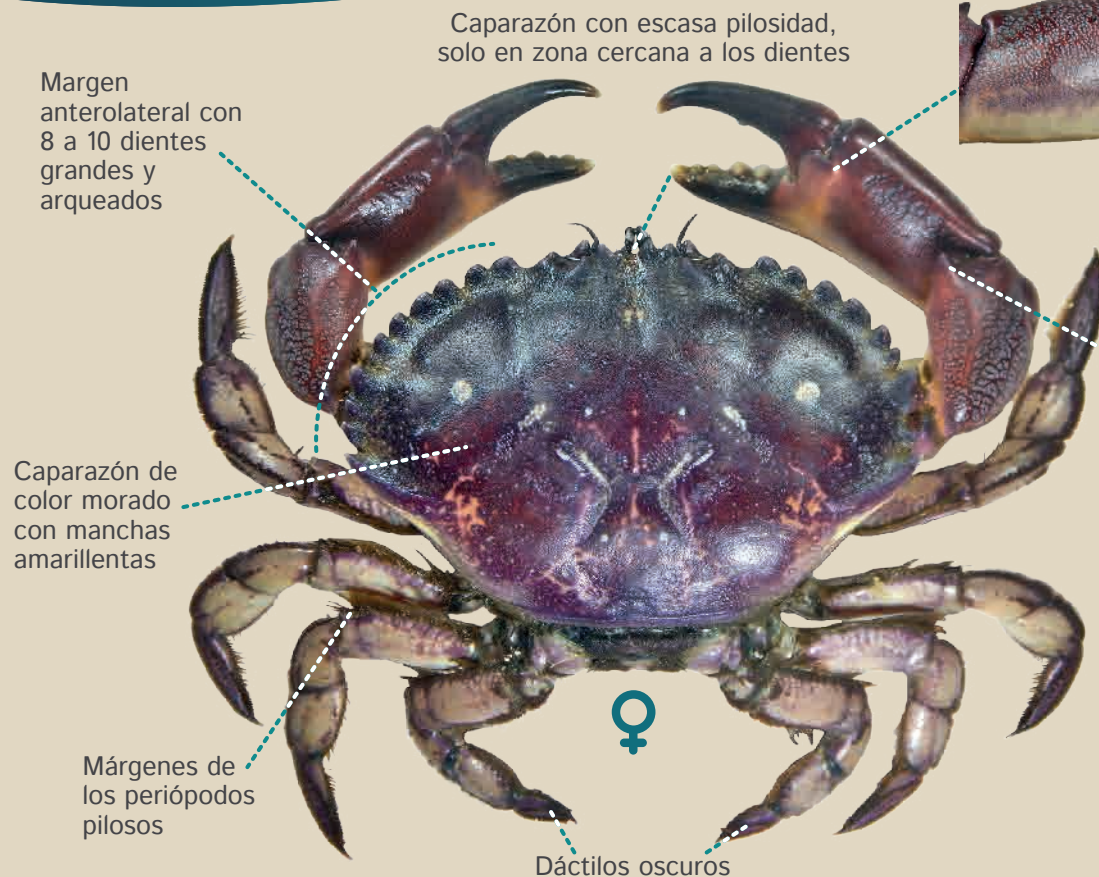 Caparazón con escasa pilosidad,
solo en zona cercana a los dientes
Margen
anterolateral con
8 a 10 dientes
grandes y
arqueados
Caparazón de
color morado
con manchas
amarillentas
Márgenes de
los periópodos
pilosos
Dáctilos oscuros